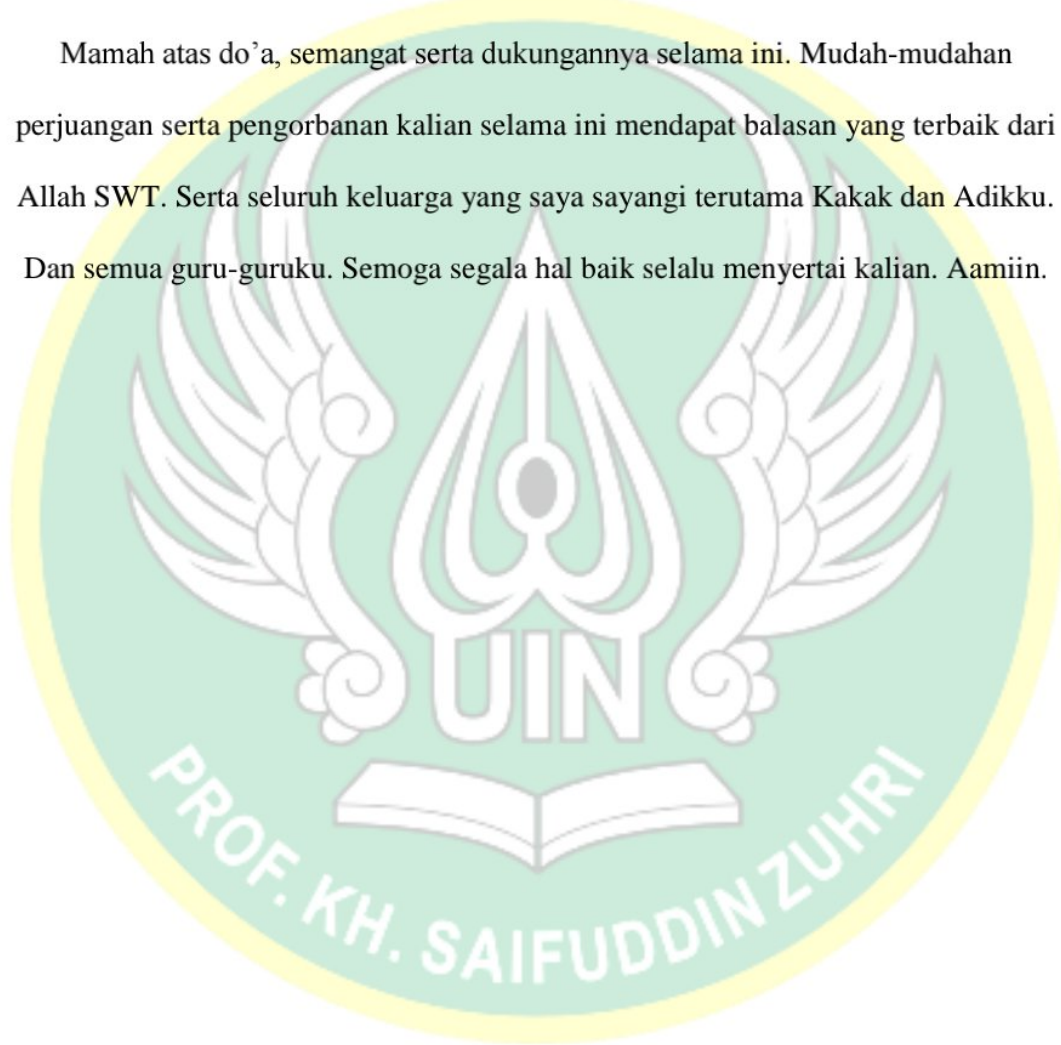 Mamah atas do’a, semangat serta dukungannya selama ini. Mudah-mudahan
perjuangan serta pengorbanan kalian selama ini mendapat balasan yang terbaik dari
Allah SWT. Serta seluruh keluarga yang saya sayangi terutama Kakak dan Adikku.
Dan semua guru-guruku. Semoga segala hal baik selalu menyertai kalian. Aamiin.
UIN
PROF. KH. SAIFUDDIN ZUHRI